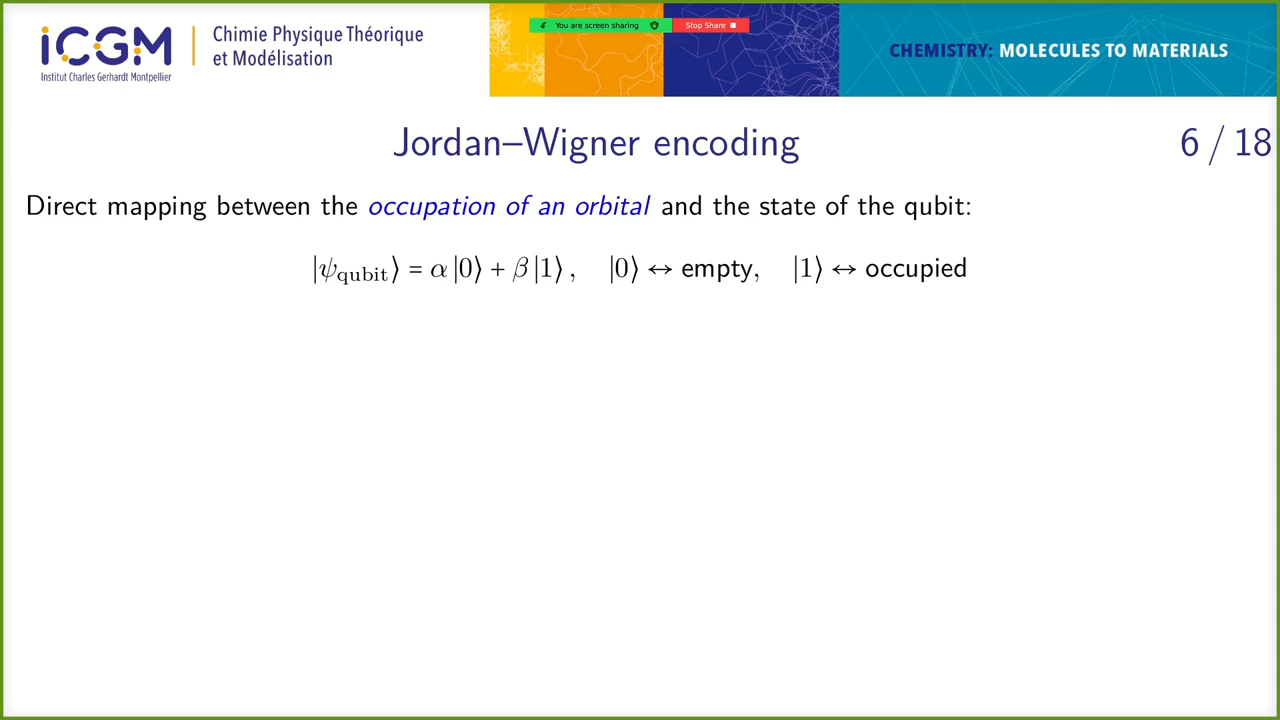 iCGM
Institut Charles Gerhardt Montpellier
Chimie Physique Théorique
et Modélisation
You are screen sharing
Stop Share
CHEMISTRY: MOLECULES TO MATERIALS
Jordan–Wigner encoding
6 / 18
Direct mapping between the occupation of an orbital and the state of the qubit:
|ψqubit⟩ = α |0⟩ + β |1⟩ , |0⟩ ↔ empty, |1⟩ ↔ occupied